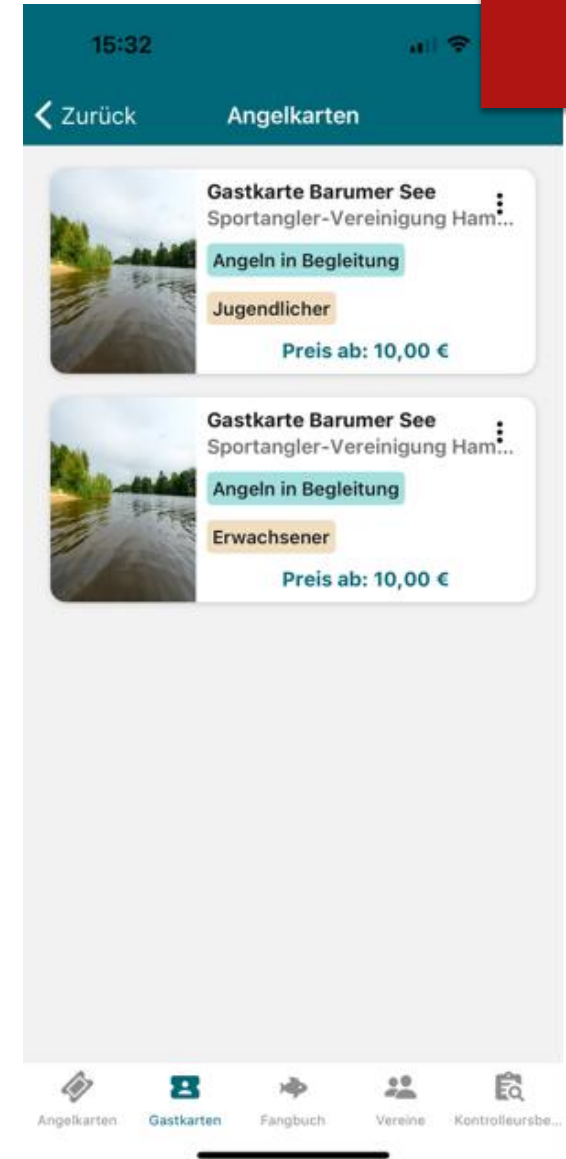 15:32
Zurück Angelkarten
Gastkarte Barumer See
Sportangler-Vereinigung Ham...
Angeln in Begleitung
Jugendlicher
Preis ab: 10,00 €
Gastkarte Barumer See
Sportangler-Vereinigung Ham...
Angeln in Begleitung
Erwachsener
Preis ab: 10,00 €
Angelkarten Gastkarten Fangbuch Vereine Kontrolleursbe...